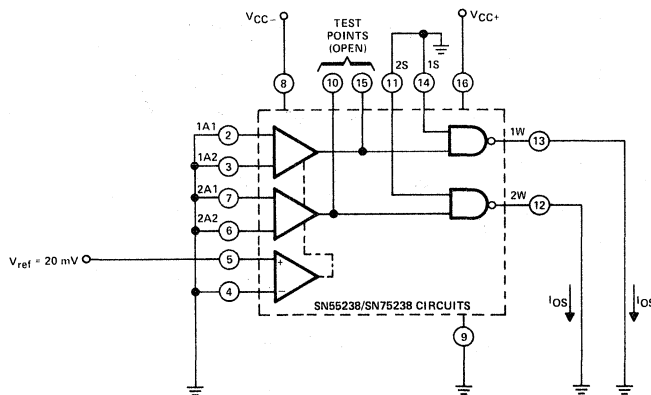 VCC−
TEST
POINTS
(OPEN)
VCC+
2S
1S
8
10
15
11
14
16
1A1
2
1W
13
1A2
3
2A1
7
2W
12
2A2
6
Vref = 20 mV
5
+
4
−
SN55238/SN75238 CIRCUITS
IOS
IOS
9